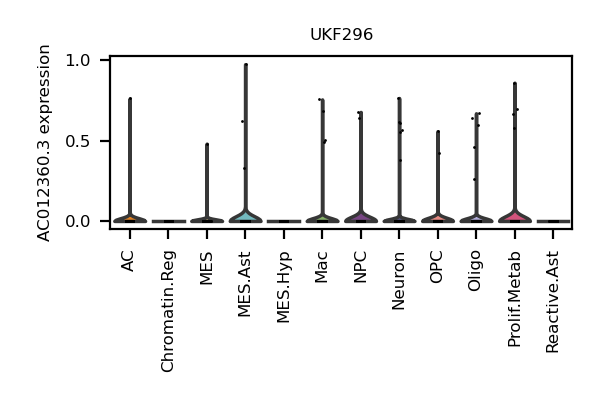 UKF296
AC012360.3 expression
1.0
0.5
0.0
AC
Chromatin.Reg
MES
MES.Ast
MES.Hyp
Mac
NPC
Neuron
OPC
Oligo
Prolif.Metab
Reactive.Ast